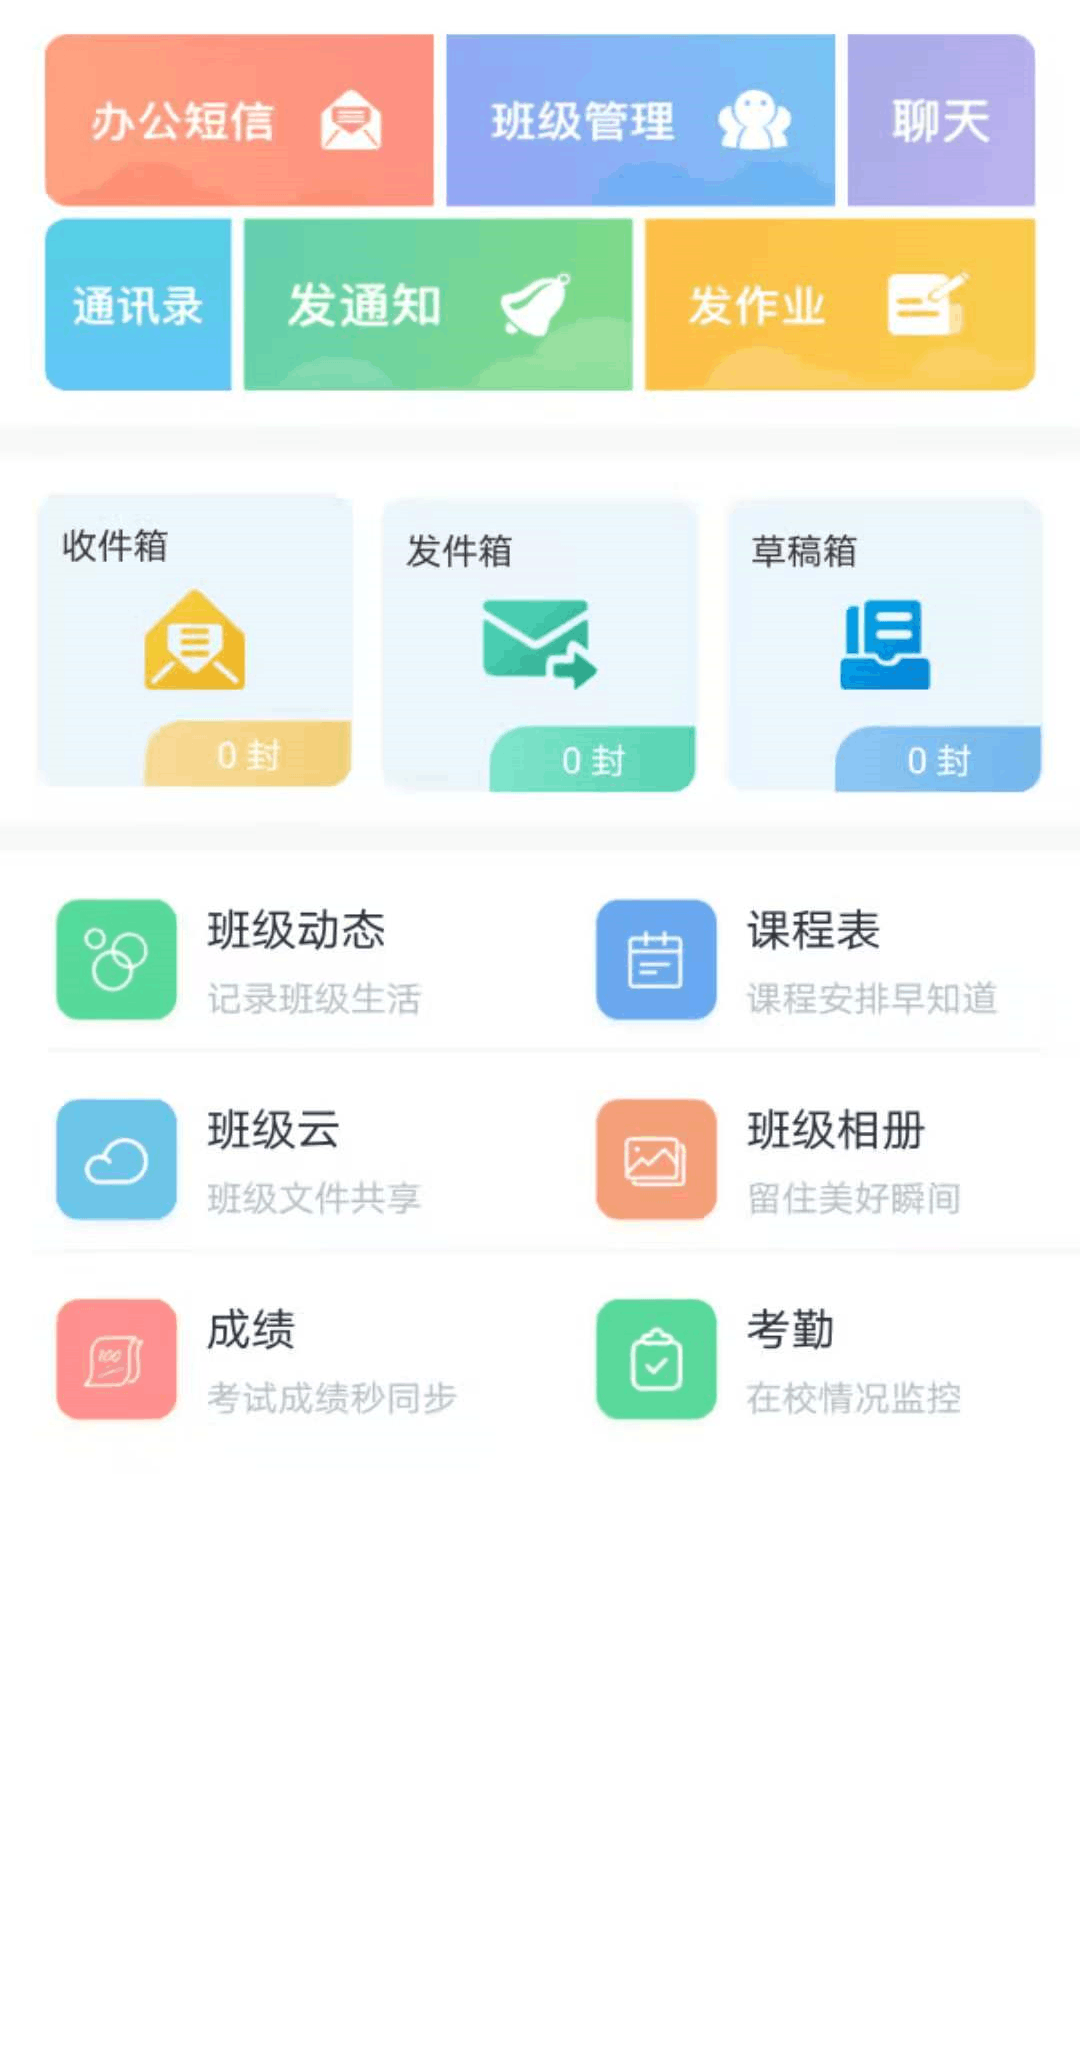 办公短信
班级管理
聊天
通讯录
发通知
发作业
收件箱
发件箱
草稿箱
0 封
0 封
0 封
班级动态
记录班级生活
课程表
课程安排早知道
班级云
班级文件共享
班级相册
留住美好瞬间
100
成绩
考试成绩秒同步
考勤
在校情况监控